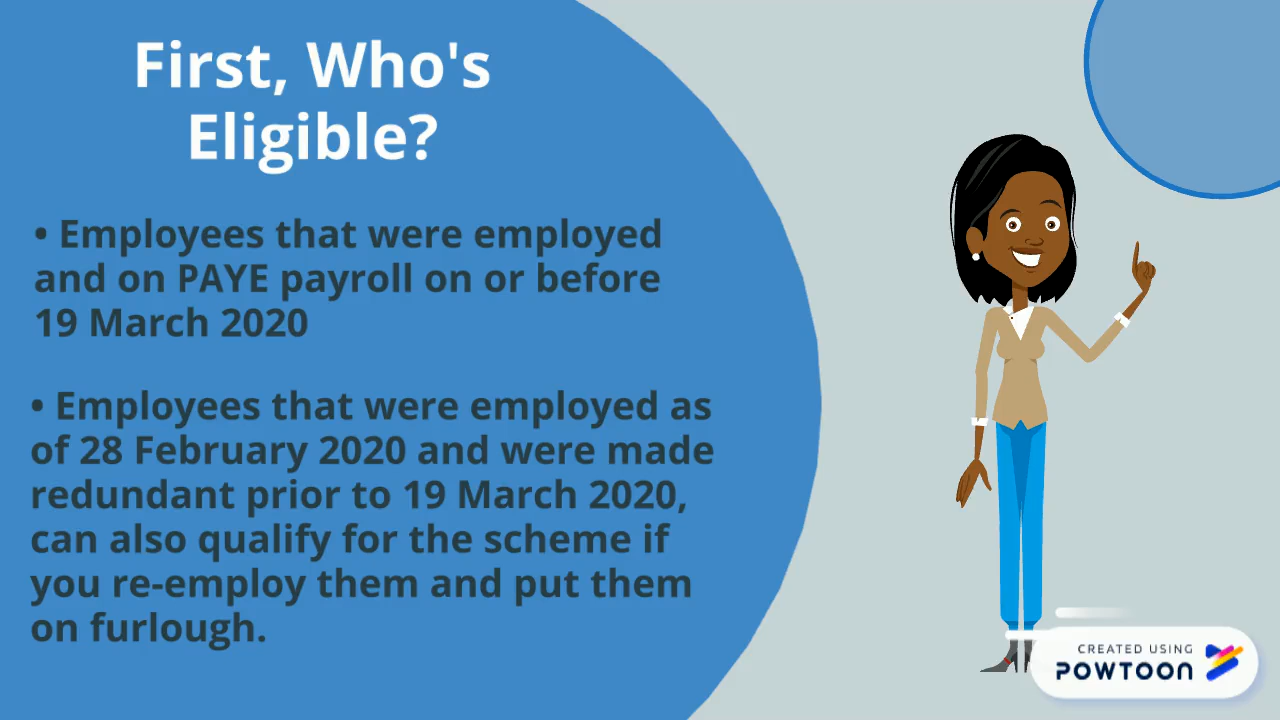 First, Who's
Eligible?
• Employees that were employed
and on PAYE payroll on or before
19 March 2020
• Employees that were employed as
of 28 February 2020 and were made
redundant prior to 19 March 2020,
can also qualify for the scheme if
you re-employ them and put them
on furlough.
CREATED USING
POWTOON